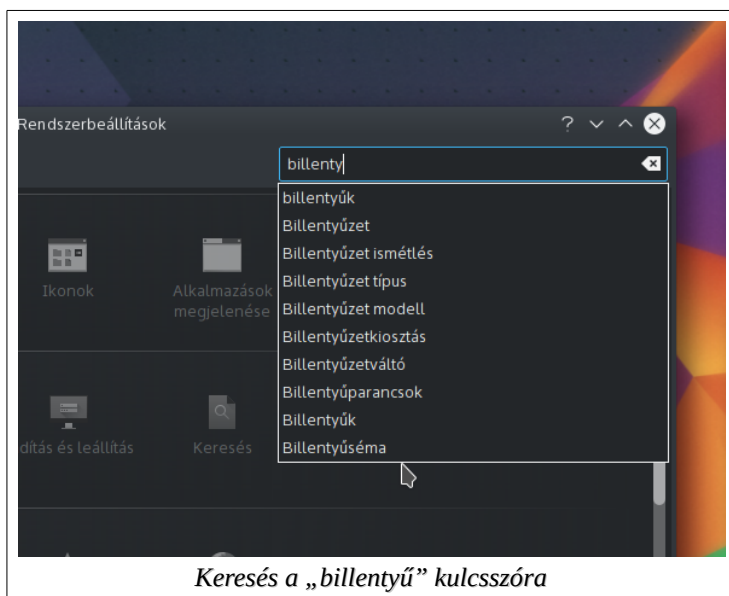 Rendszerbeállítások
?
billenty
billentyűk
Billentyűzet
Billentyűzet ismétlés
Billentyűzet típus
Billentyűzet modell
Billentyűzetkiosztás
Billentyűzetváltó
Billentyűparancsok
Billentyűk
Billentyűséma
Ikonok
Alkalmazások
megjelenése
dítás és leállítás
Keresés
Keresés a „billentyű” kulcsszóra